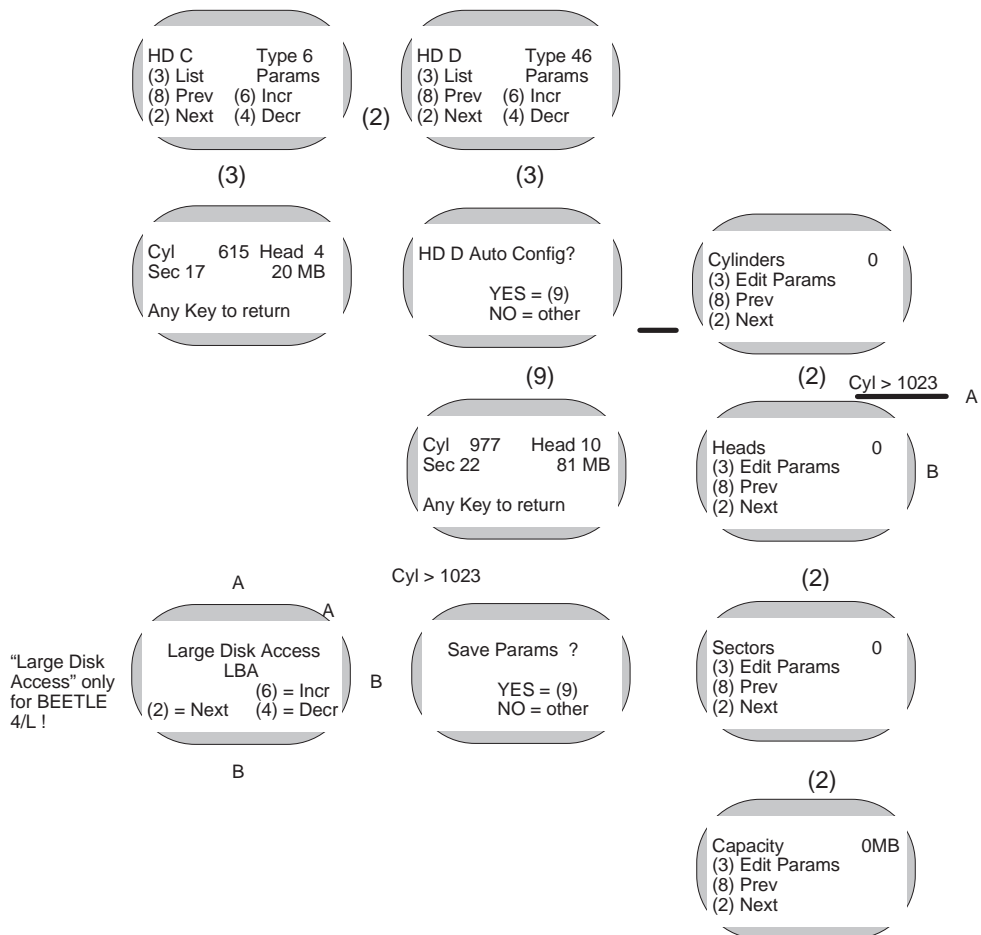 HD C Type 6
(3) List Params
(8) Prev (6) Incr
(2) Next (4) Decr
(2)
HD D Type 46
(3) List Params
(8) Prev (6) Incr
(2) Next (4) Decr
(3)
(3)
Cyl 615 Head 4
Sec 17 20 MB
Any Key to return
HD D Auto Config?
YES = (9)
NO = other
Cylinders 0
(3) Edit Params
(8) Prev
(2) Next
(9)
(2)
Cyl > 1023
A
Cyl 977 Head 10
Sec 22 81 MB
Any Key to return
Heads 0
(3) Edit Params
(8) Prev
(2) Next
B
A
Cyl > 1023
(2)
“Large Disk
Access” only
for BEETLE
4/L !
A
Large Disk Access
LBA
(6) = Incr
(2) = Next (4) = Decr
B
Save Params ?
YES = (9)
NO = other
Sectors 0
(3) Edit Params
(8) Prev
(2) Next
B
(2)
Capacity 0MB
(3) Edit Params
(8) Prev
(2) Next